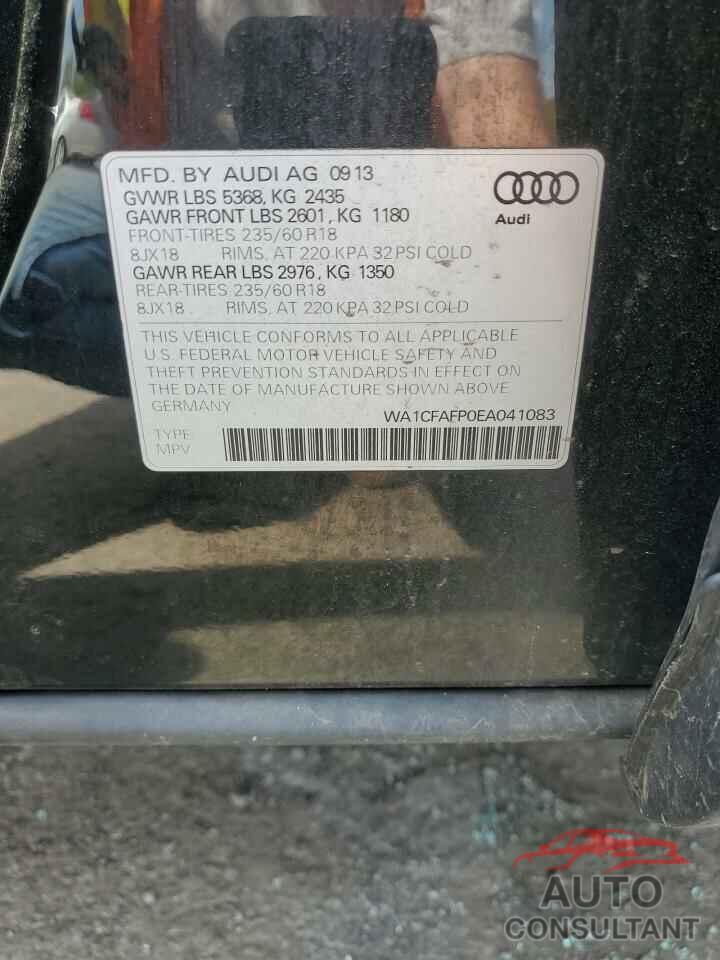 MFD. BY AUDI AG 0913
GVWR LBS 5368, KG 2435
GAWR FRONT LBS 2601, KG 1180
FRONT-TIRES 235/60 R18
8JX18 RIMS, AT 220 KPA 32 PSI COLD
GAWR REAR LBS 2976, KG 1350
REAR-TIRES 235/60 R18
8JX18 RIMS, AT 220 KPA 32 PSI COLD
Audi
THIS VEHICLE CONFORMS TO ALL APPLICABLE
U.S. FEDERAL MOTOR VEHICLE SAFETY AND
THEFT PREVENTION STANDARDS IN EFFECT ON
THE DATE OF MANUFACTURE SHOWN ABOVE
GERMANY
WA1CFAFP0EA041083
TYPE:
MPV
AUTO
CONSULTANT